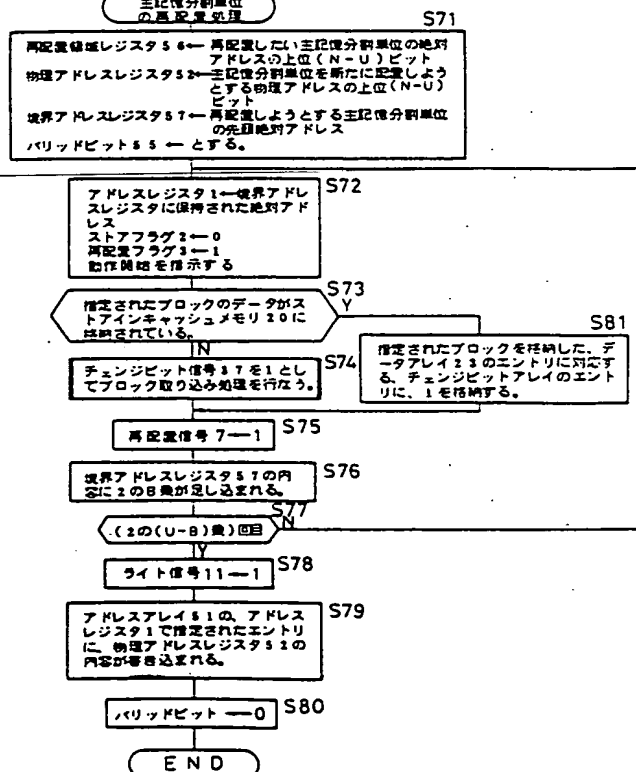 主記憶分割単位
の再配置処理
S71
再配置領域レジスタ56← 再配置したい主記憶分割単位の絶対
アドレスの上位(N-U)ビット
物理アドレスレジスタ52←主記憶分割単位を新たに配置しよう
とする物理アドレスの上位(N-U)
ビット
境界アドレスレジスタ57←再配置しようとする主記憶分割単位
の先頭絶対アドレス
バリッドビット55 ← とする。
S72
アドレスレジスタ1←境界アドレ
スレジスタに保持された絶対アド
レス
ストアフラグ2←0
再配置フラグ3←1
動作開始を指示する
S73
指定されたブロックのデータがス
トアインキャッシュメモリ20に
格納されている。
Y
N
S81
指定されたブロックを格納した、デ
ータアレイ23のエントリに対応す
る、チェンジビットアレイのエント
リに、1を格納する。
S74
チェンジビット信号37を1とし
てブロック取り込み処理を行なう。
S75
再配置信号7←1
S76
境界アドレスレジスタ57の内
容に2のB乗が足し込まれる。
S77
N
(2の(U-B)乗)回目
Y
S78
ライト信号11←1
S79
アドレスアレイ51の、アドレス
レジスタ1で指定されたエントリ
に、物理アドレスレジスタ52の
内容が書き込まれる。
S80
バリッドビット ←0
END